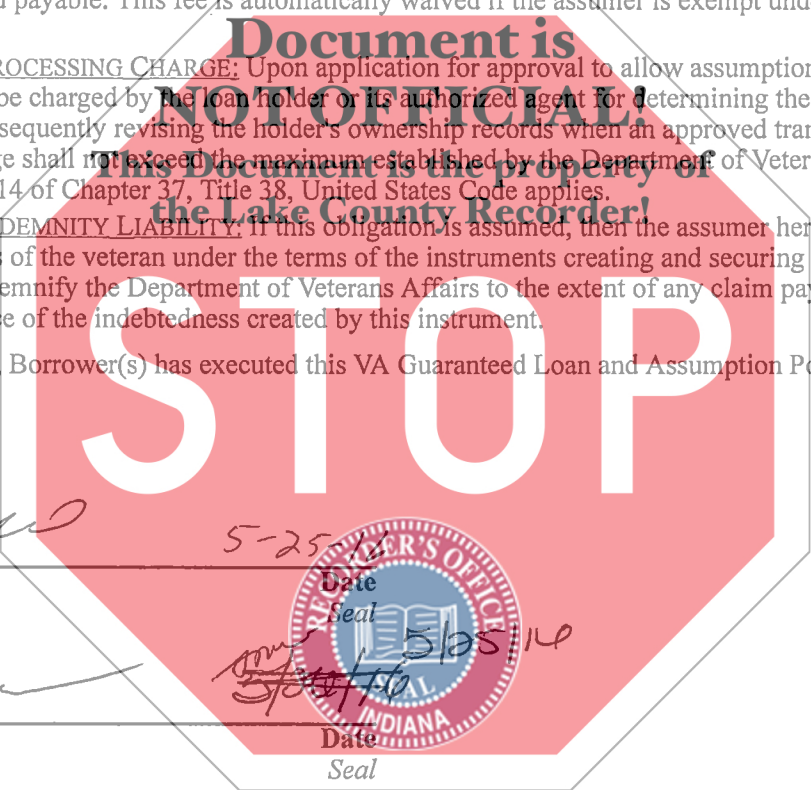 d payable. This fee is automatically waived if the assumer is exempt und
Document is
ROCESSING CHARGE: Upon application for approval to allow assumption
be charged by the loan holder or its authorized agent for determining the
NOT OFFICIAL!
sequently revising the holder's ownership records when an approved tran
ge shall not exceed the maximum established by the Department of Veter
This Document is the property of
14 of Chapter 37, Title 38, United States Code applies.
the Lake County Recorder!
DEMNITY LIABILITY: If this obligation is assumed, then the assumer her
s of the veteran under the terms of the instruments creating and securing
demnify the Department of Veterans Affairs to the extent of any claim pay
ce of the indebtedness created by this instrument.
, Borrower(s) has executed this VA Guaranteed Loan and Assumption Po
STOP
5-25-16
Date
Seal
RECORDER'S OFFICE
SEAL
INDIANA
5/25/16
Date
Seal